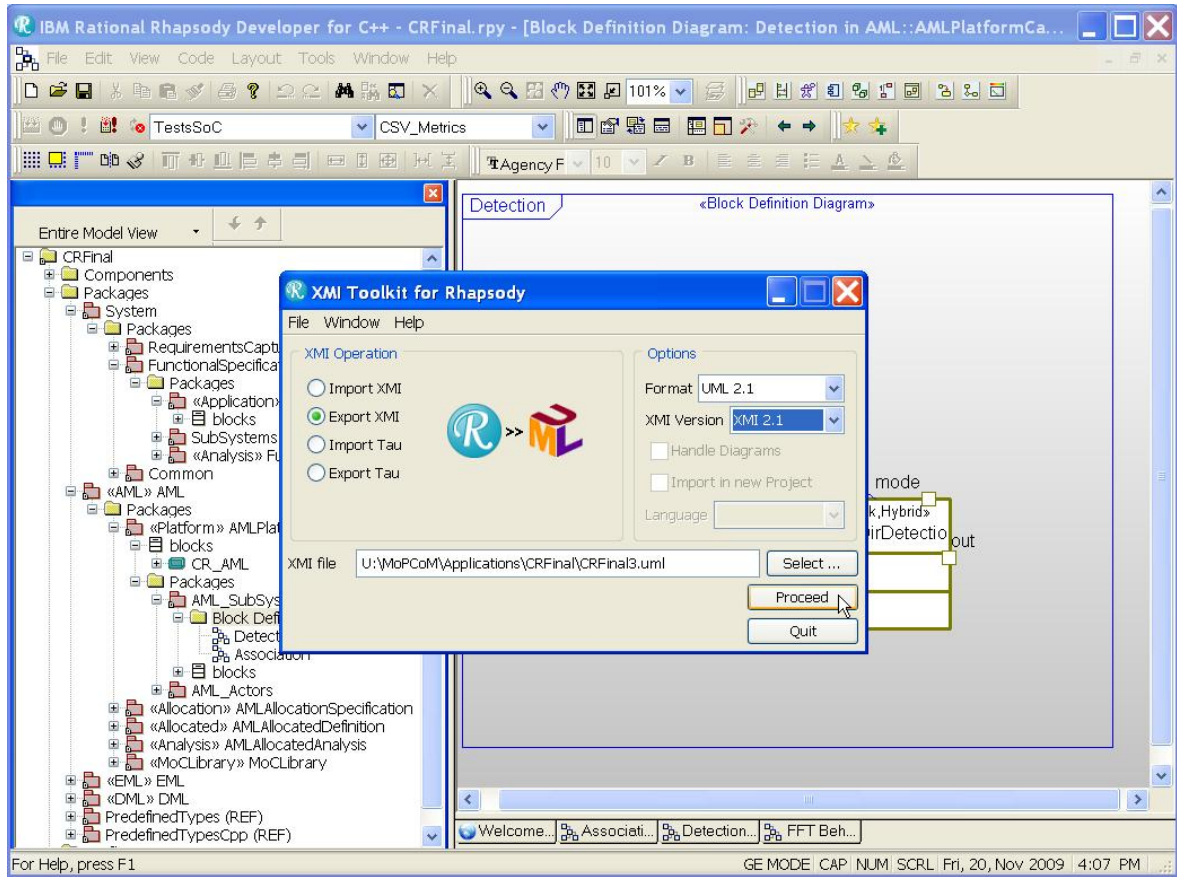 IBM Rational Rhapsody Developer for C++ - CRFinal.rpy - [Block Definition Diagram: Detection in AML::AMLPlatformCa...
File Edit View Code Layout Tools Window Help
101%
TestsSoC CSV_Metrics
Agency F 10
Entire Model View
CRFinal
Components
Packages
System
Packages
RequirementsCaptu
FunctionalSpecifica
Packages
«Application»
blocks
SubSystems
«Analysis» Fu
Common
«AML» AML
Packages
«Platform» AMLPlat
blocks
CR_AML
Packages
AML_SubSys
Block Defi
Detect
Association
blocks
AML_Actors
«Allocation» AMLAllocationSpecification
«Allocated» AMLAllocatedDefinition
«Analysis» AMLAllocatedAnalysis
«MoCLibrary» MoCLibrary
«EML» EML
«DML» DML
PredefinedTypes (REF)
PredefinedTypesCpp (REF)
Detection
«Block Definition Diagram»
mode
k,Hybrid»
irDetectio
out
XMI Toolkit for Rhapsody
File Window Help
XMI Operation
Import XMI
Export XMI
Import Tau
Export Tau
R >> UML
Options
Format UML 2.1
XMI Version XMI 2.1
Handle Diagrams
Import in new Project
Language
XMI file U:\MoPCoM\Applications\CRFinal\CRFinal3.uml Select ...
Proceed
Quit
Welcome... Associati... Detection... FFT Beh...
For Help, press F1
GE MODE CAP NUM SCRL Fri, 20, Nov 2009 4:07 PM